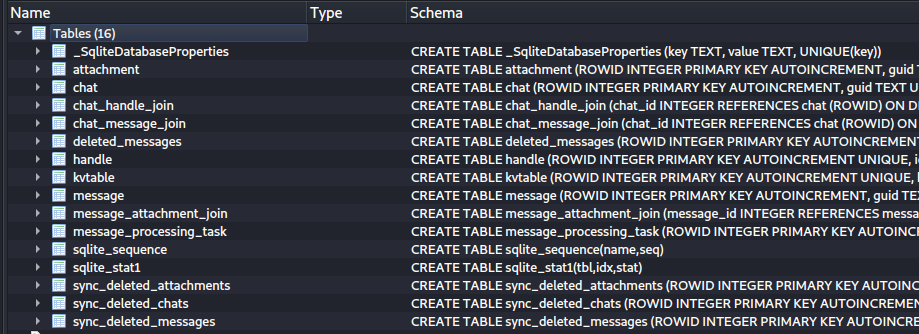 Name Type Schema
Tables (16)
_SqliteDatabaseProperties CREATE TABLE _SqliteDatabaseProperties (key TEXT, value TEXT, UNIQUE(key))
attachment CREATE TABLE attachment (ROWID INTEGER PRIMARY KEY AUTOINCREMENT, guid T
chat CREATE TABLE chat (ROWID INTEGER PRIMARY KEY AUTOINCREMENT, guid TEXT U
chat_handle_join CREATE TABLE chat_handle_join (chat_id INTEGER REFERENCES chat (ROWID) ON D
chat_message_join CREATE TABLE chat_message_join (chat_id INTEGER REFERENCES chat (ROWID) ON
deleted_messages CREATE TABLE deleted_messages (ROWID INTEGER PRIMARY KEY AUTOINCREMENT
handle CREATE TABLE handle (ROWID INTEGER PRIMARY KEY AUTOINCREMENT UNIQUE, i
kvtable CREATE TABLE kvtable (ROWID INTEGER PRIMARY KEY AUTOINCREMENT UNIQUE,
message CREATE TABLE message (ROWID INTEGER PRIMARY KEY AUTOINCREMENT, guid TEX
message_attachment_join CREATE TABLE message_attachment_join (message_id INTEGER REFERENCES messa
message_processing_task CREATE TABLE message_processing_task (ROWID INTEGER PRIMARY KEY AUTOINC
sqlite_sequence CREATE TABLE sqlite_sequence(name,seq)
sqlite_stat1 CREATE TABLE sqlite_stat1(tbl,idx,stat)
sync_deleted_attachments CREATE TABLE sync_deleted_attachments (ROWID INTEGER PRIMARY KEY AUTOINC
sync_deleted_chats CREATE TABLE sync_deleted_chats (ROWID INTEGER PRIMARY KEY AUTOINCREMEN
sync_deleted_messages CREATE TABLE sync_deleted_messages (ROWID INTEGER PRIMARY KEY AUTOINCRE